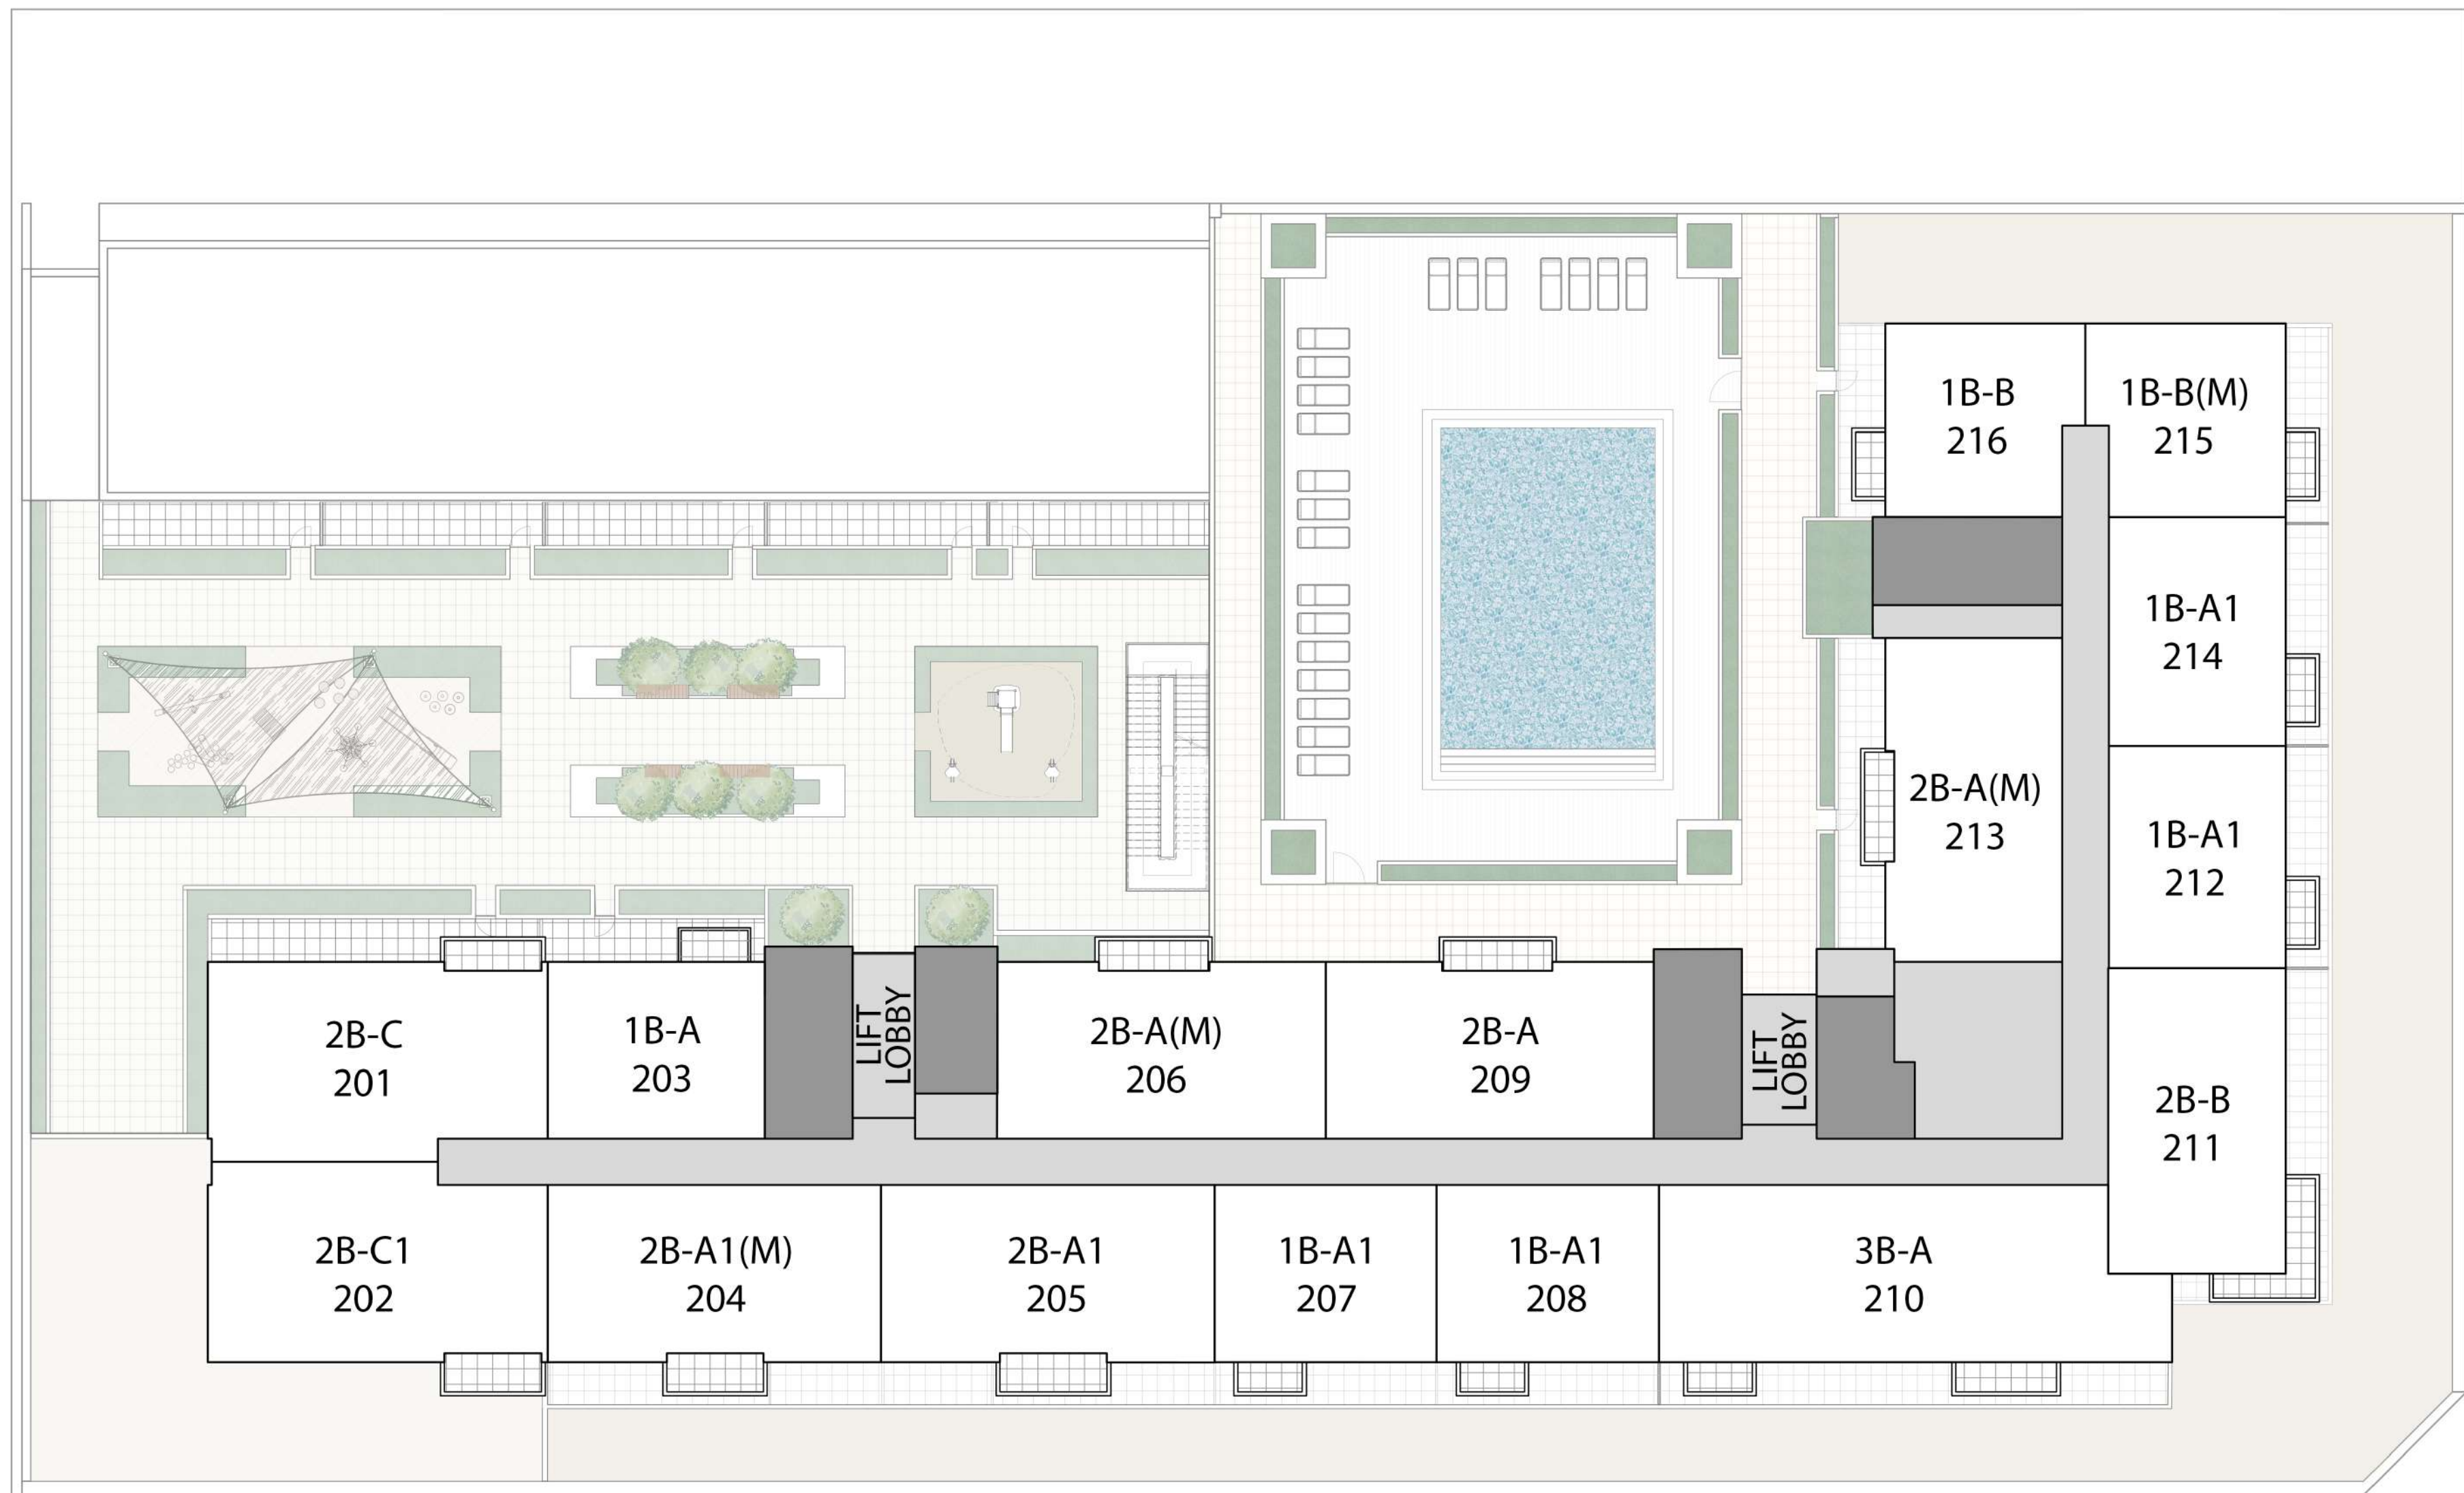 1B-B
216
1B-B(M)
215
1B-A1
214
2B-A(M)
213
1B-A1
212
2B-C
201
1B-A
203
LIFT
LOBBY
2B-A(M)
206
2B-A
209
LIFT
LOBBY
2B-B
211
2B-C1
202
2B-A1(M)
204
2B-A1
205
1B-A1
207
1B-A1
208
3B-A
210